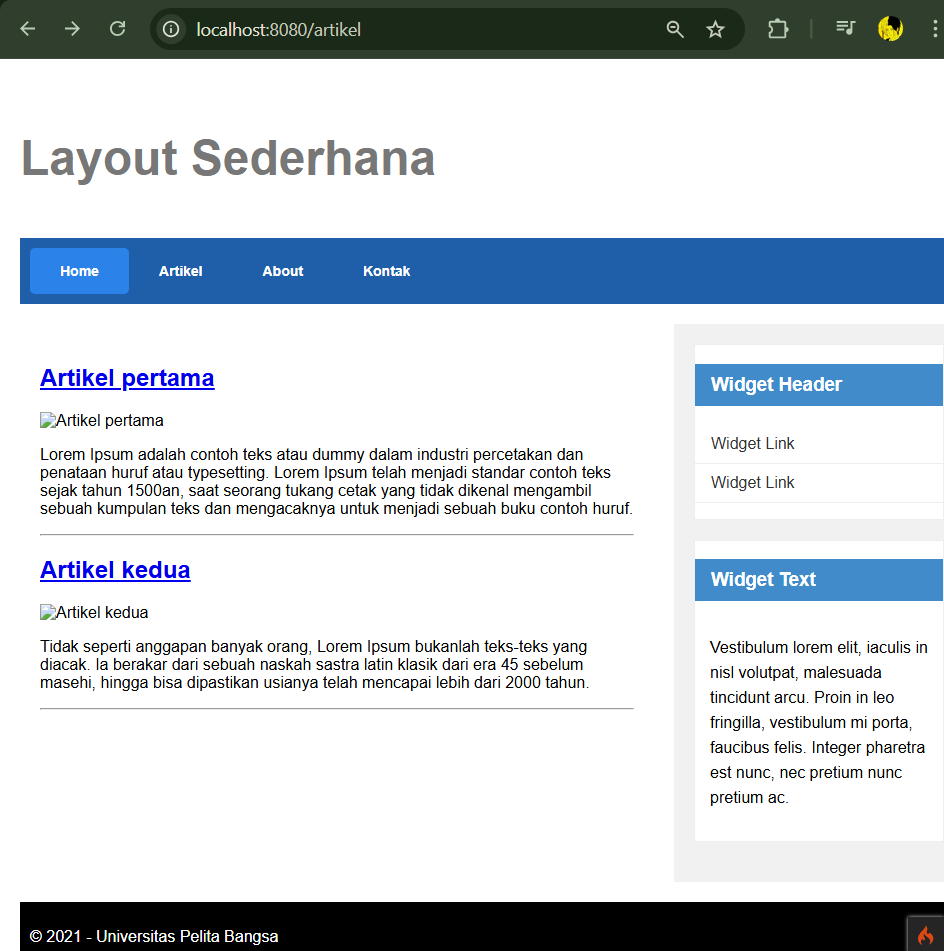 localhost:8080/artikel
Layout Sederhana
Home Artikel About Kontak
Artikel pertama
Artikel pertama
Lorem Ipsum adalah contoh teks atau dummy dalam industri percetakan dan
penataan huruf atau typesetting. Lorem Ipsum telah menjadi standar contoh teks
sejak tahun 1500an, saat seorang tukang cetak yang tidak dikenal mengambil
sebuah kumpulan teks dan mengacaknya untuk menjadi sebuah buku contoh huruf.
Artikel kedua
Artikel kedua
Tidak seperti anggapan banyak orang, Lorem Ipsum bukanlah teks-teks yang
diacak. Ia berakar dari sebuah naskah sastra latin klasik dari era 45 sebelum
masehi, hingga bisa dipastikan usianya telah mencapai lebih dari 2000 tahun.
Widget Header
Widget Link
Widget Link
Widget Text
Vestibulum lorem elit, iaculis in
nisl volutpat, malesuada
tincidunt arcu. Proin in leo
fringilla, vestibulum mi porta,
faucibus felis. Integer pharetra
est nunc, nec pretium nunc
pretium ac.
© 2021 - Universitas Pelita Bangsa